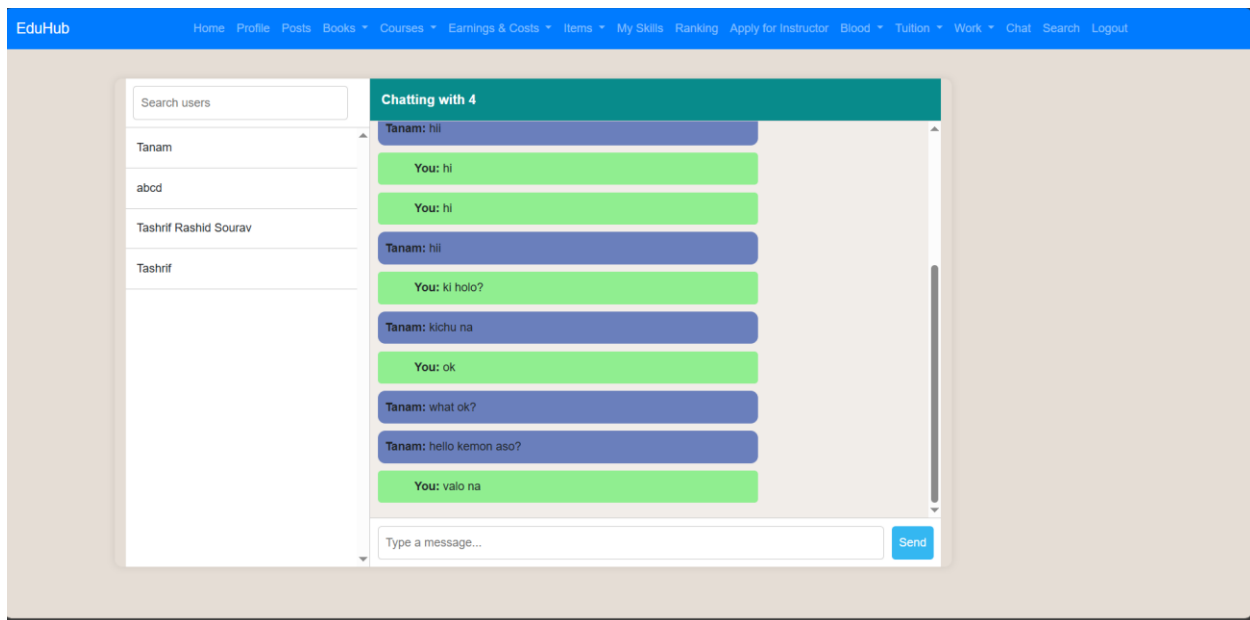 EduHub Home Profile Posts Books Courses Earnings & Costs Items My Skills Ranking Apply for Instructor Blood Tuition Work Chat Search Logout
Search users
Tanam
abcd
Tashrif Rashid Sourav
Tashrif
Chatting with 4
Tanam: hii
You: hi
You: hi
Tanam: hii
You: ki holo?
Tanam: kichu na
You: ok
Tanam: what ok?
Tanam: hello kemon aso?
You: valo na
Type a message...
Send